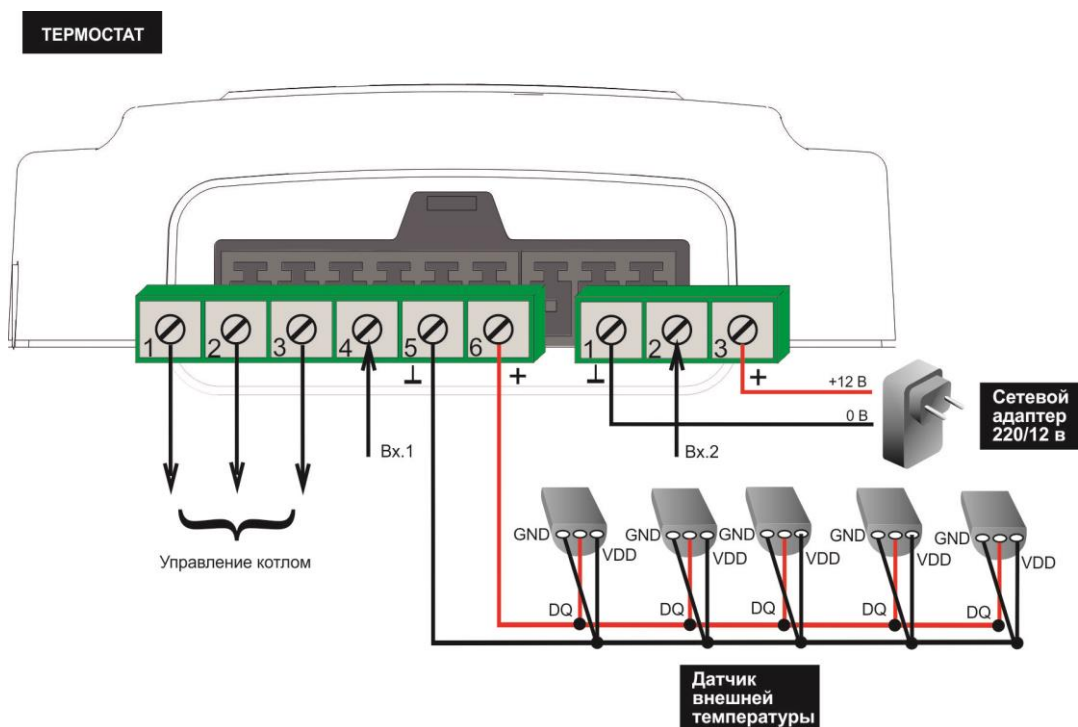 ТЕРМОСТАТ
1 2 3 4 5 6
⊥ +
1 2 3
⊥ +
+12 В
0 В
Сетевой
адаптер
220/12 в
Вх.1
Вх.2
Управление котлом
GND VDD
GND VDD
GND VDD
GND VDD
GND VDD
DQ DQ DQ DQ DQ
Датчик
внешней
температуры